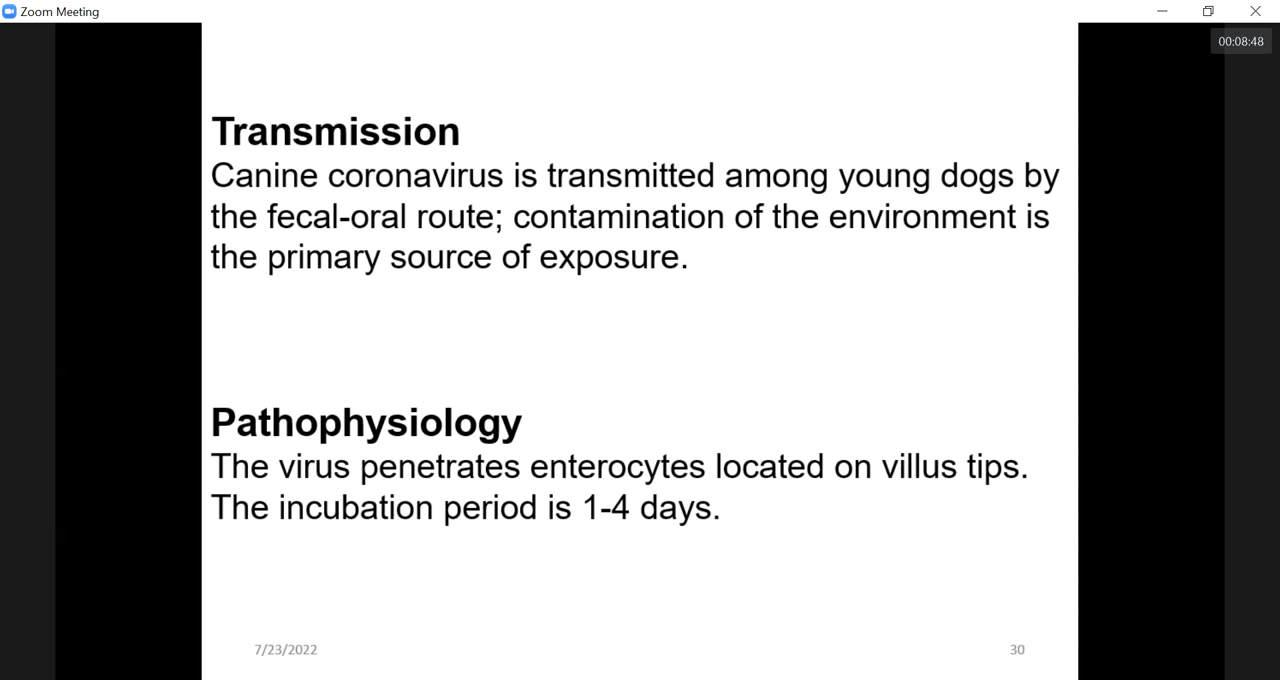 Zoom Meeting
00:08:48
Transmission
Canine coronavirus is transmitted among young dogs by
the fecal-oral route; contamination of the environment is
the primary source of exposure.
Pathophysiology
The virus penetrates enterocytes located on villus tips.
The incubation period is 1-4 days.
7/23/2022
30